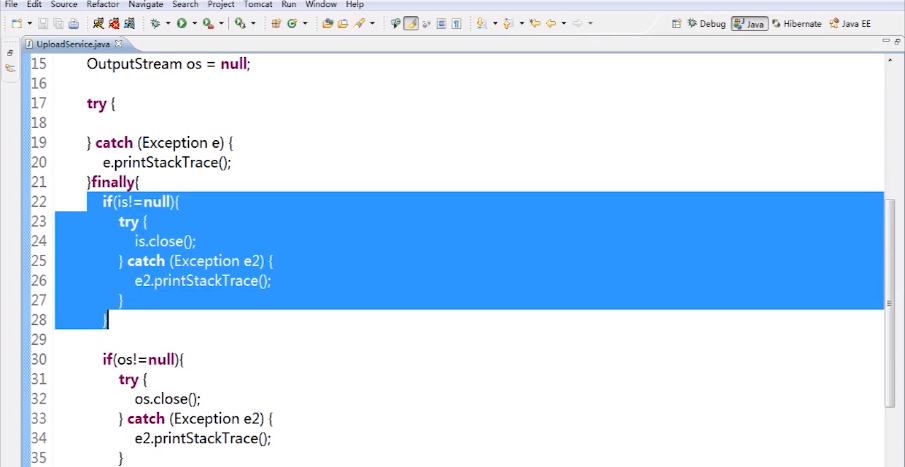 File Edit Source Refactor Navigate Search Project Tomcat Run Window Help
Debug Java Hibernate Java EE
UploadService.java
15 OutputStream os = null;
16
17 try {
18
19 } catch (Exception e) {
20 e.printStackTrace();
21 }finally{
22 if(is!=null){
23 try {
24 is.close();
25 } catch (Exception e2) {
26 e2.printStackTrace();
27 }
28 }
29
30 if(os!=null){
31 try {
32 os.close();
33 } catch (Exception e2) {
34 e2.printStackTrace();
35 }